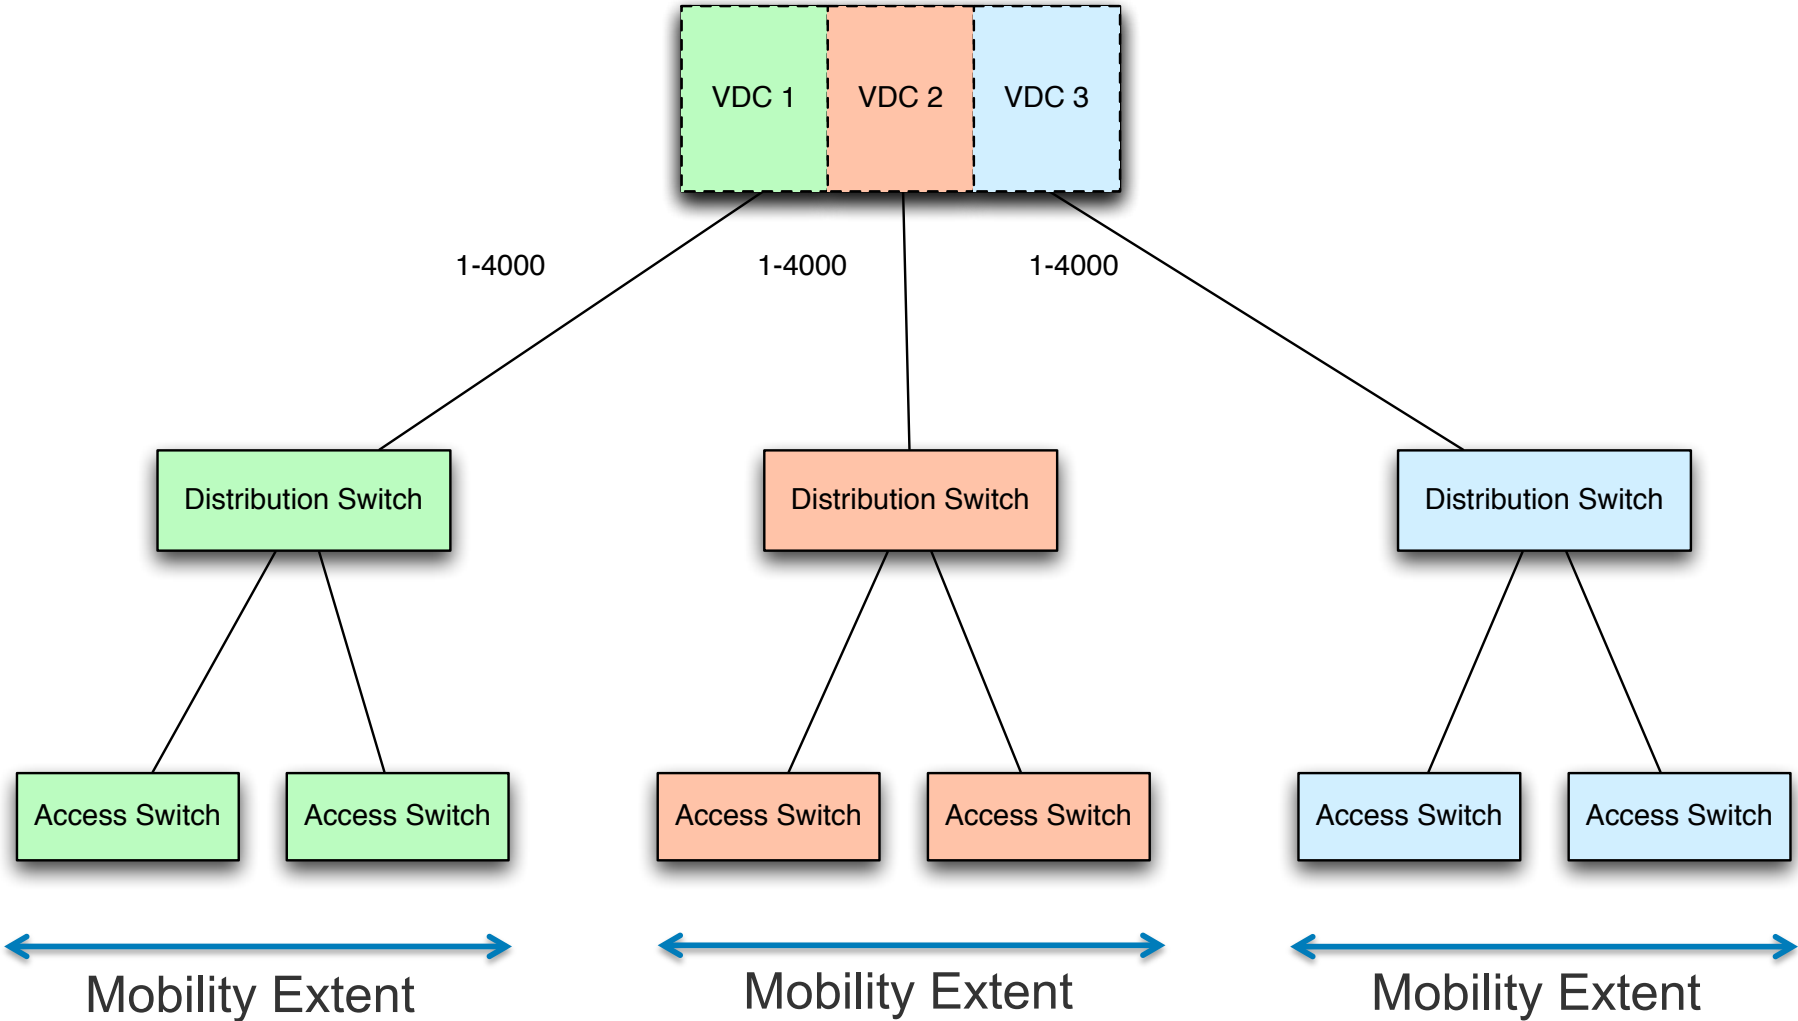 VDC 1
VDC 2
VDC 3
1-4000
1-4000
1-4000
Distribution Switch
Distribution Switch
Distribution Switch
Access Switch
Access Switch
Access Switch
Access Switch
Access Switch
Access Switch
Mobility Extent
Mobility Extent
Mobility Extent